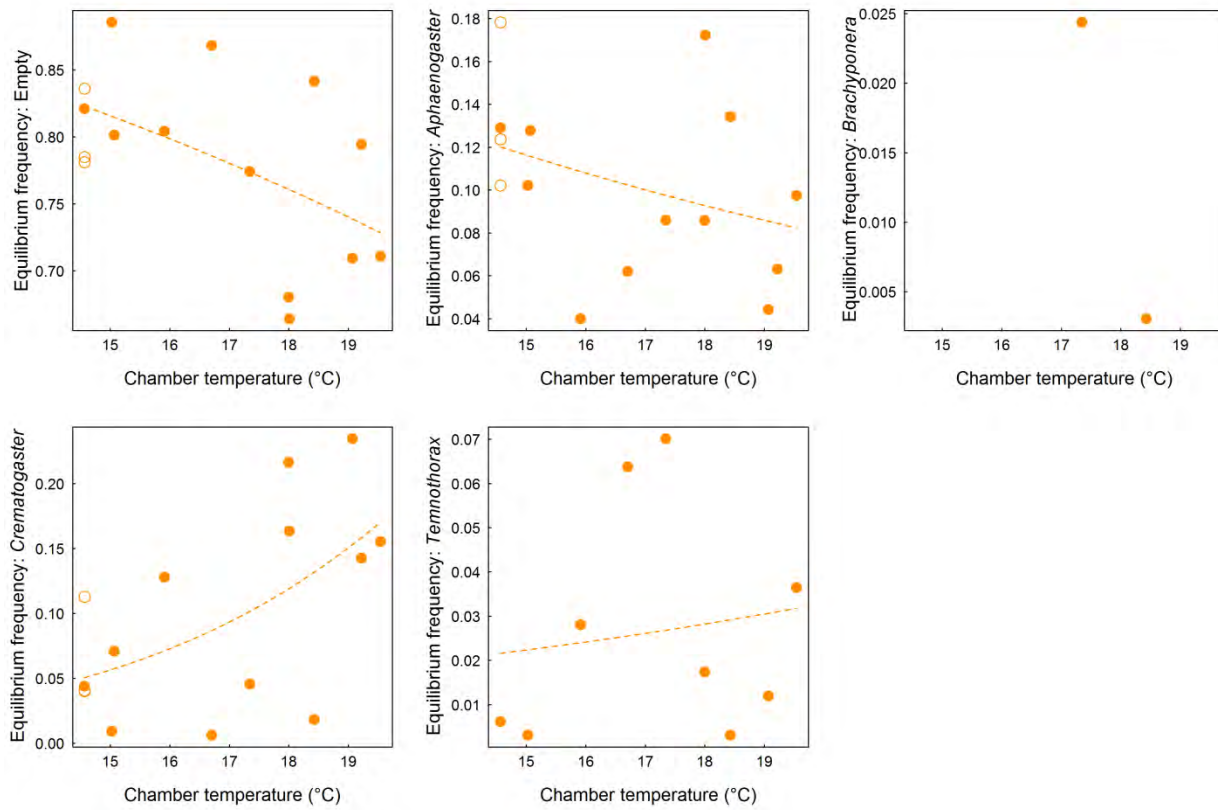 Equilibrium frequency: Empty
0.85
0.80
0.75
0.70
15 16 17 18 19
Chamber temperature (°C)
Equilibrium frequency: Aphaenogaster
0.18
0.16
0.14
0.12
0.10
0.08
0.06
0.04
15 16 17 18 19
Chamber temperature (°C)
Equilibrium frequency: Brachyponera
0.025
0.020
0.015
0.010
0.005
15 16 17 18 19
Chamber temperature (°C)
Equilibrium frequency: Crematogaster
0.20
0.15
0.10
0.05
0.00
15 16 17 18 19
Chamber temperature (°C)
Equilibrium frequency: Temnothorax
0.07
0.06
0.05
0.04
0.03
0.02
0.01
15 16 17 18 19
Chamber temperature (°C)